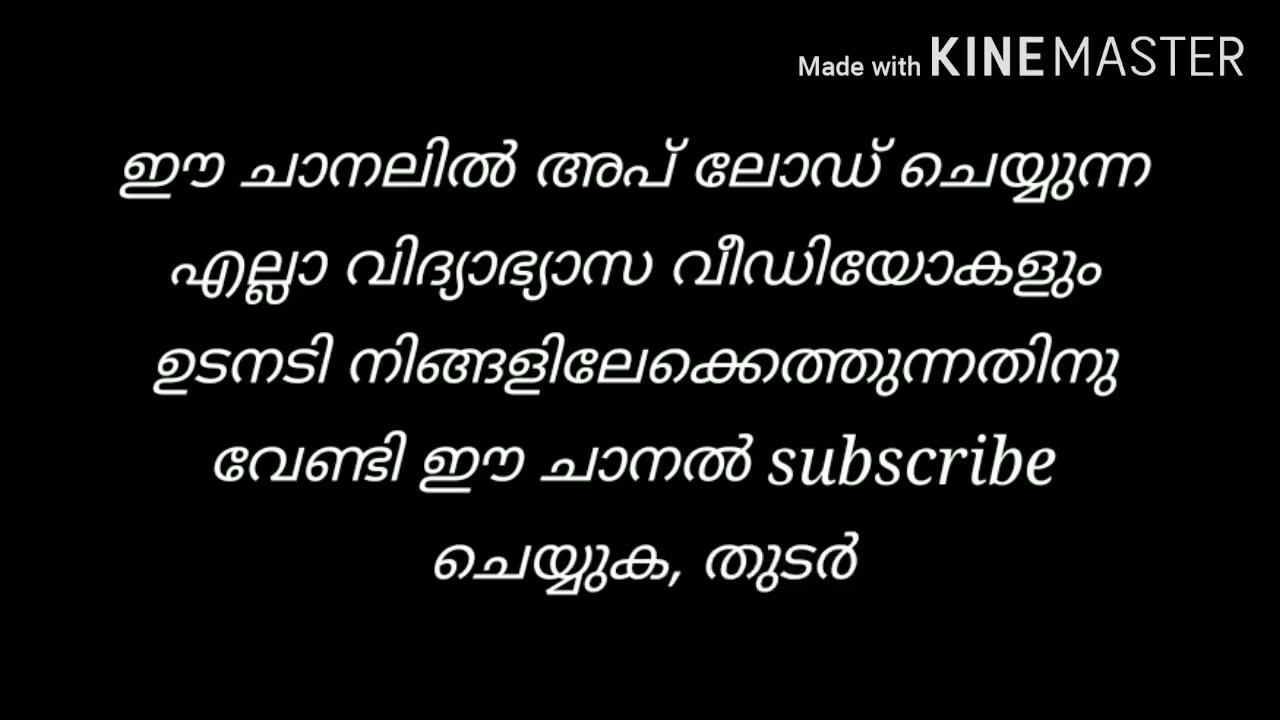 Made with KINEMASTER
ഈ ചാനലിൽ അപ് ലോഡ് ചെയ്യുന്ന
എല്ലാ വിദ്യാഭ്യാസ വീഡിയോകളും
ഉടനടി നിങ്ങളിലേക്കെത്തുന്നതിനു
വേണ്ടി ഈ ചാനൽ subscribe
ചെയ്യുക, തുടർ